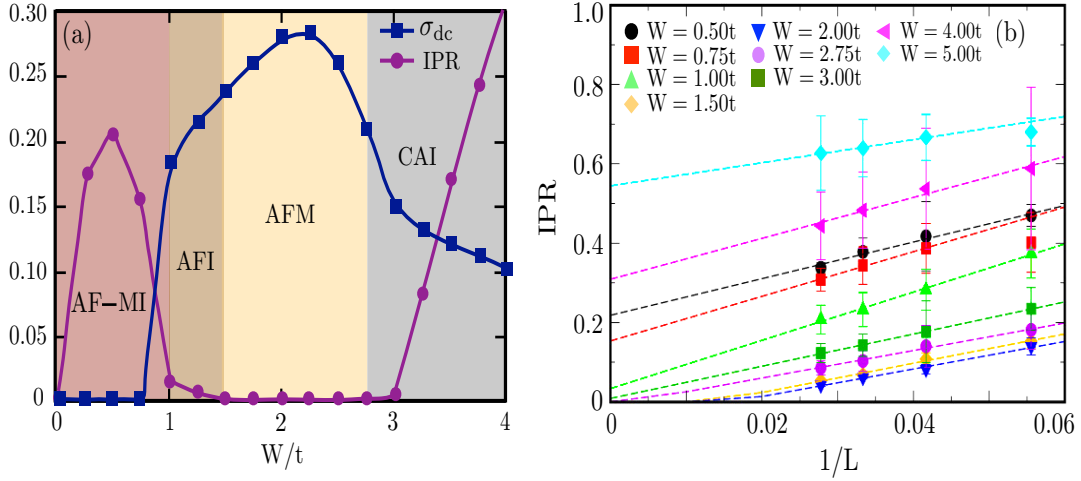 (a)
σdc
IPR
AF−MI
AFI
AFM
CAI
0.30
0.25
0.20
0.15
0.10
0.05
0
0 1 2 3 4
W/t
(b)
W = 0.50t
W = 0.75t
W = 1.00t
W = 1.50t
W = 2.00t
W = 2.75t
W = 3.00t
W = 4.00t
W = 5.00t
IPR
1.0
0.8
0.6
0.4
0.2
0
0 0.02 0.04 0.06
1/L